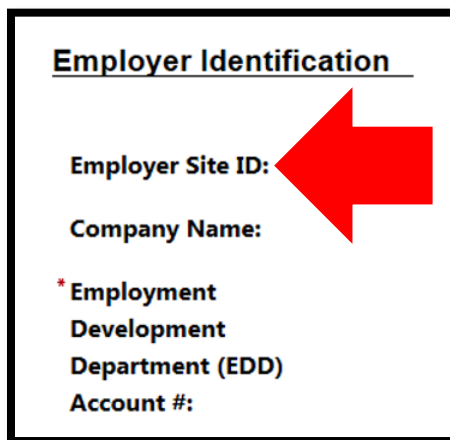 Employer Identification
Employer Site ID:
Company Name:
* Employment
Development
Department (EDD)
Account #: